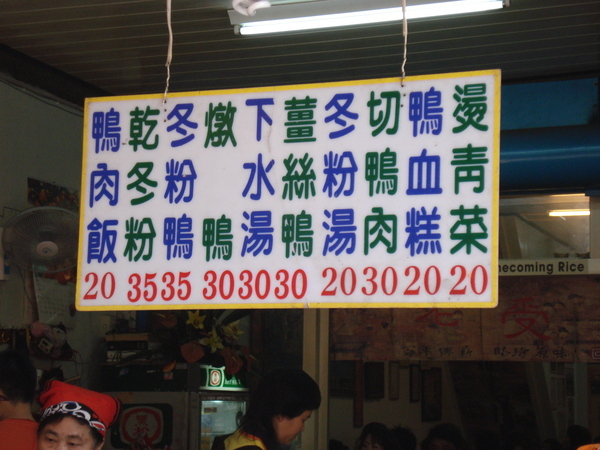 鴨肉飯 20
乾冬粉 35
冬粉鴨 35
燉鴨 30
下水湯 30
薑絲鴨 30
冬粉湯 20
切鴨肉 30
鴨血糕 20
燙青菜 20
mecoming Rice
愛